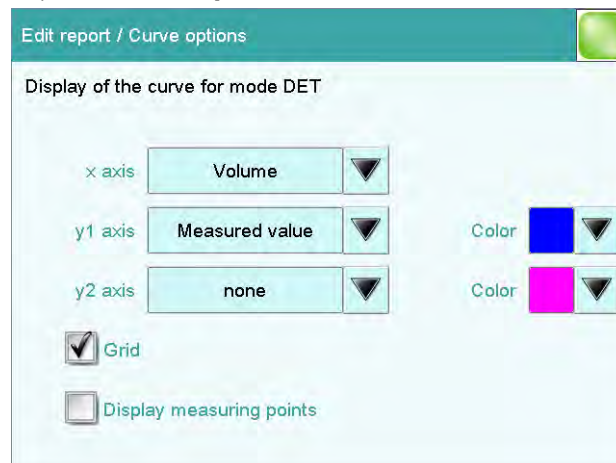 Edit report / Curve options
Display of the curve for mode DET
x axis Volume
y1 axis Measured value Color
y2 axis none Color
Grid
Display measuring points